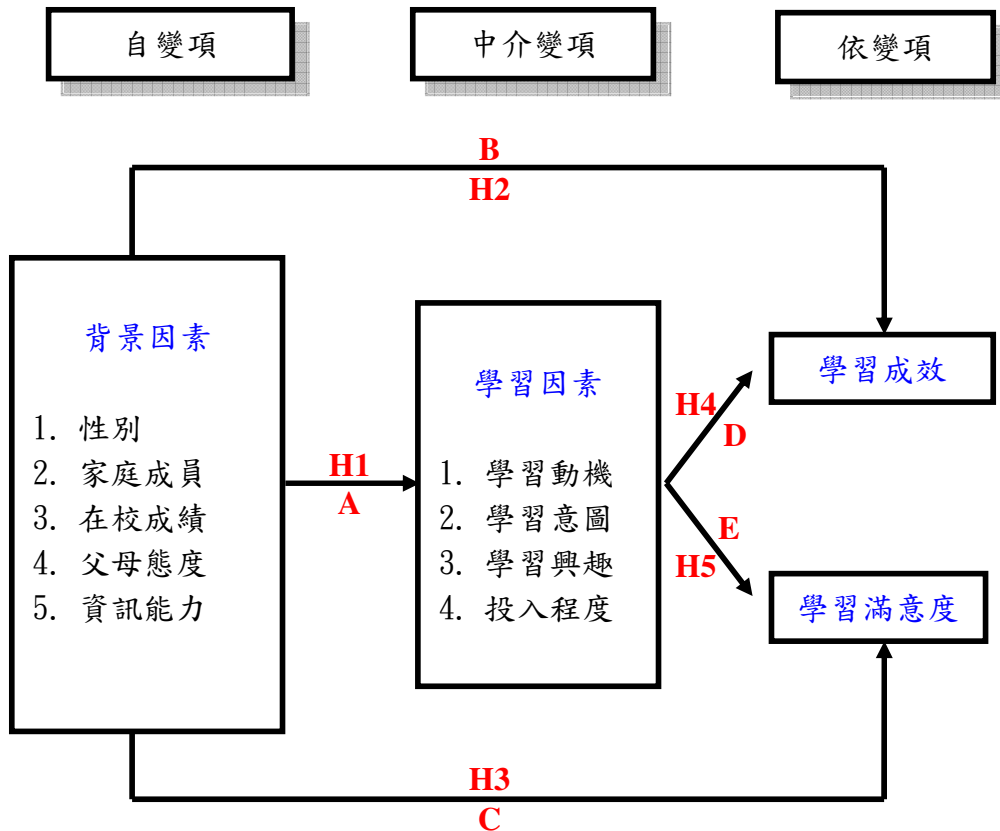 自變項
中介變項
依變項
B
H2
背景因素
1. 性別
2. 家庭成員
3. 在校成績
4. 父母態度
5. 資訊能力
H1
A
學習因素
1. 學習動機
2. 學習意圖
3. 學習興趣
4. 投入程度
H4
D
E
H5
學習成效
學習滿意度
H3
C